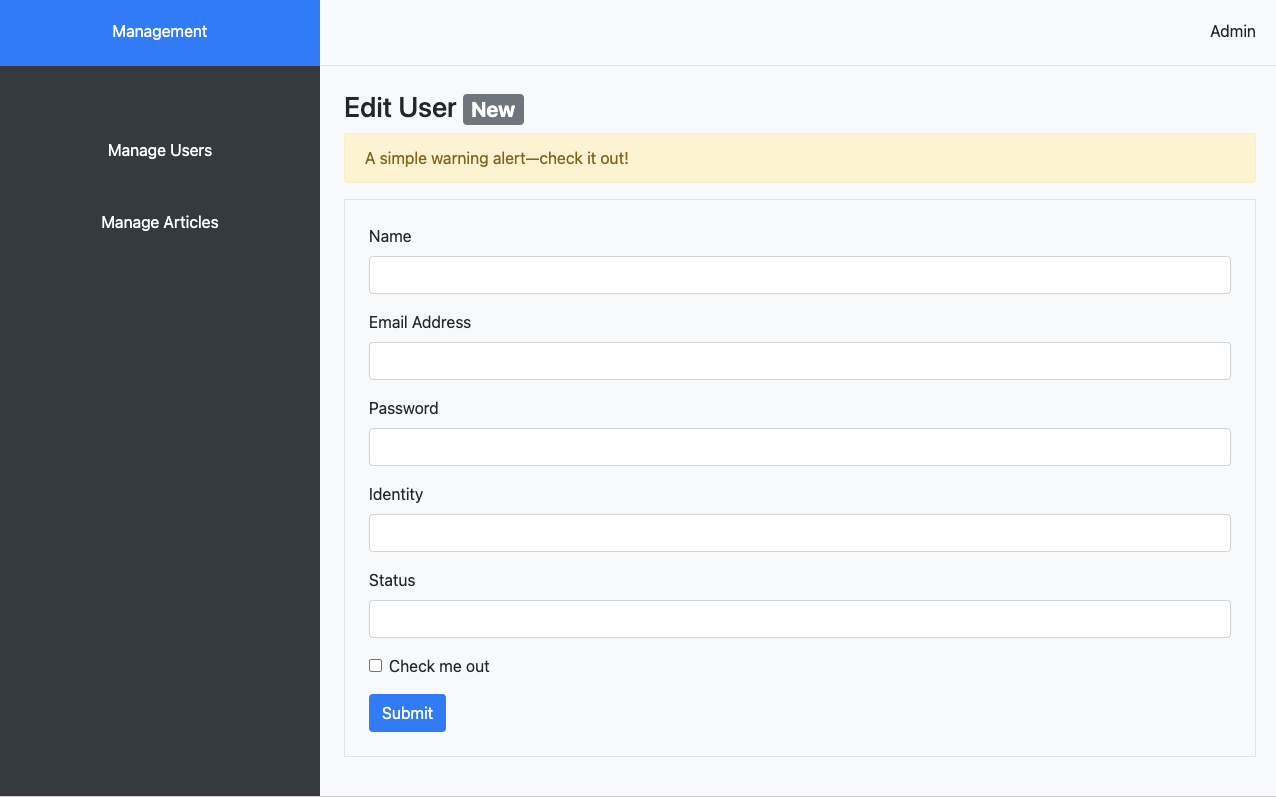 Management
Admin
Manage Users
Manage Articles
Edit User New
A simple warning alert—check it out!
Name
Email Address
Password
Identity
Status
Check me out
Submit